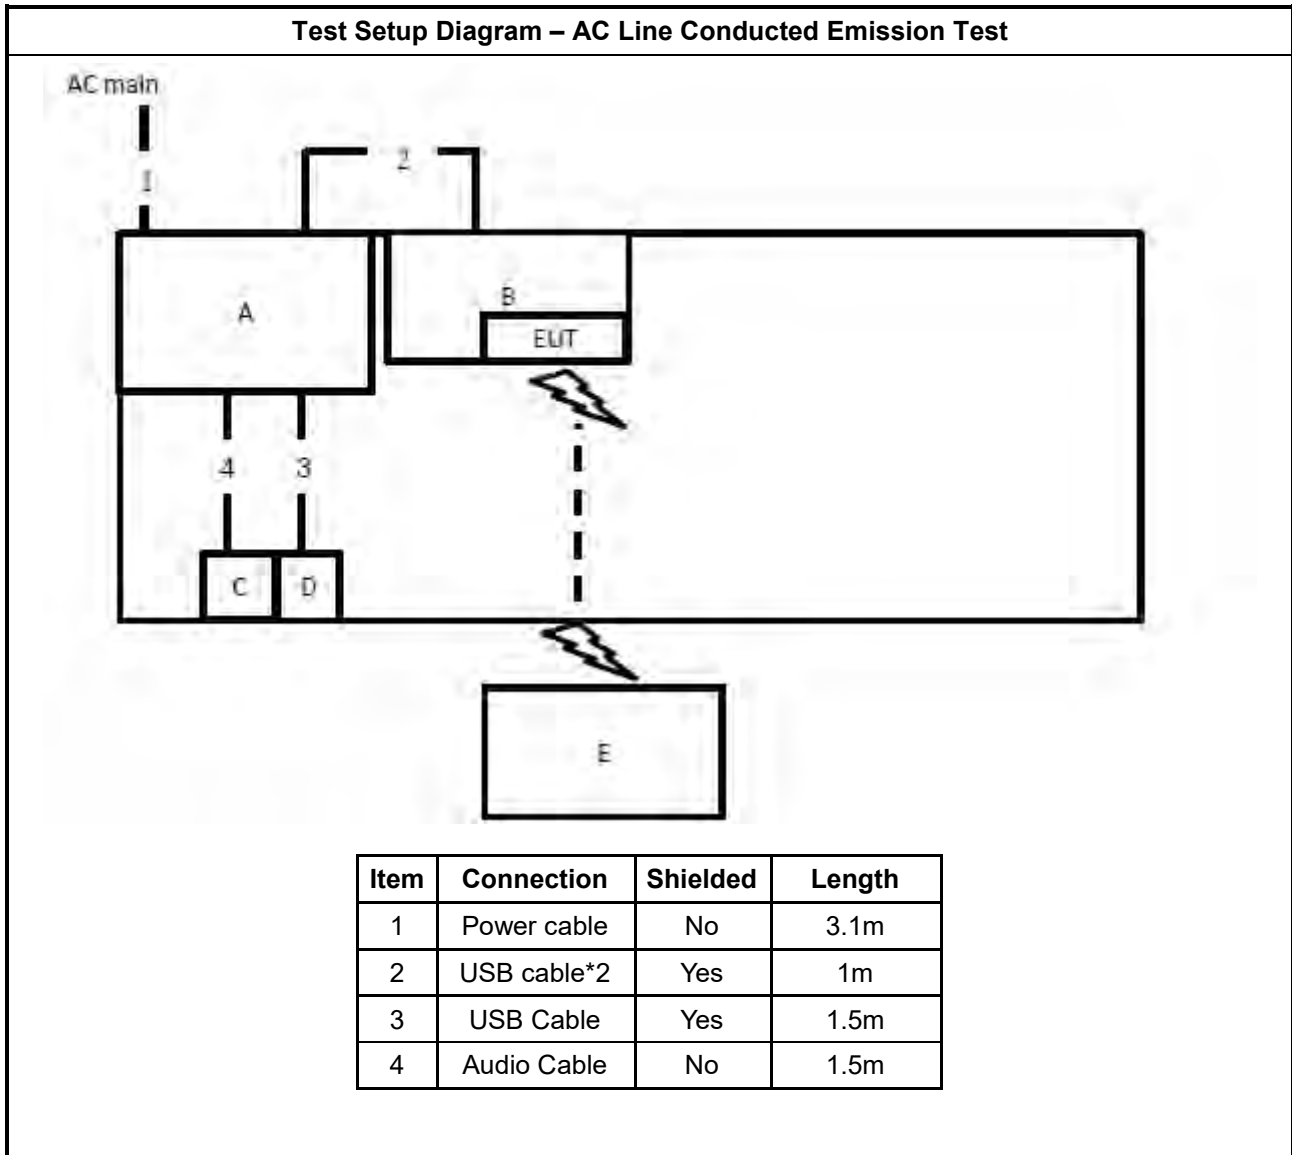 Test Setup Diagram – AC Line Conducted Emission Test
AC main
1
2
A
B
EUT
4
3
C
D
E
Item Connection Shielded Length
1 Power cable No 3.1m
2 USB cable*2 Yes 1m
3 USB Cable Yes 1.5m
4 Audio Cable No 1.5m